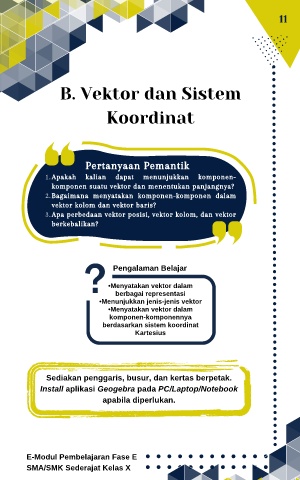 11
B. Vektor dan Sistem
Koordinat
Pertanyaan Pemantik
1. Apakah kalian dapat menunjukkan komponen-
komponen suatu vektor dan menentukan panjangnya?
2. Bagaimana menyatakan komponen-komponen dalam
vektor kolom dan vektor baris?
3. Apa perbedaan vektor posisi, vektor kolom, dan vektor
berkebalikan?
? Pengalaman Belajar
•Menyatakan vektor dalam
berbagai representasi
•Menunjukkan jenis-jenis vektor
•Menyatakan vektor dalam
komponen-komponennya
berdasarkan sistem koordinat
Kartesius
Sediakan penggaris, busur, dan kertas berpetak.
Install aplikasi Geogebra pada PC/Laptop/Notebook
apabila diperlukan.
E-Modul Pembelajaran Fase E
SMA/SMK Sederajat Kelas X